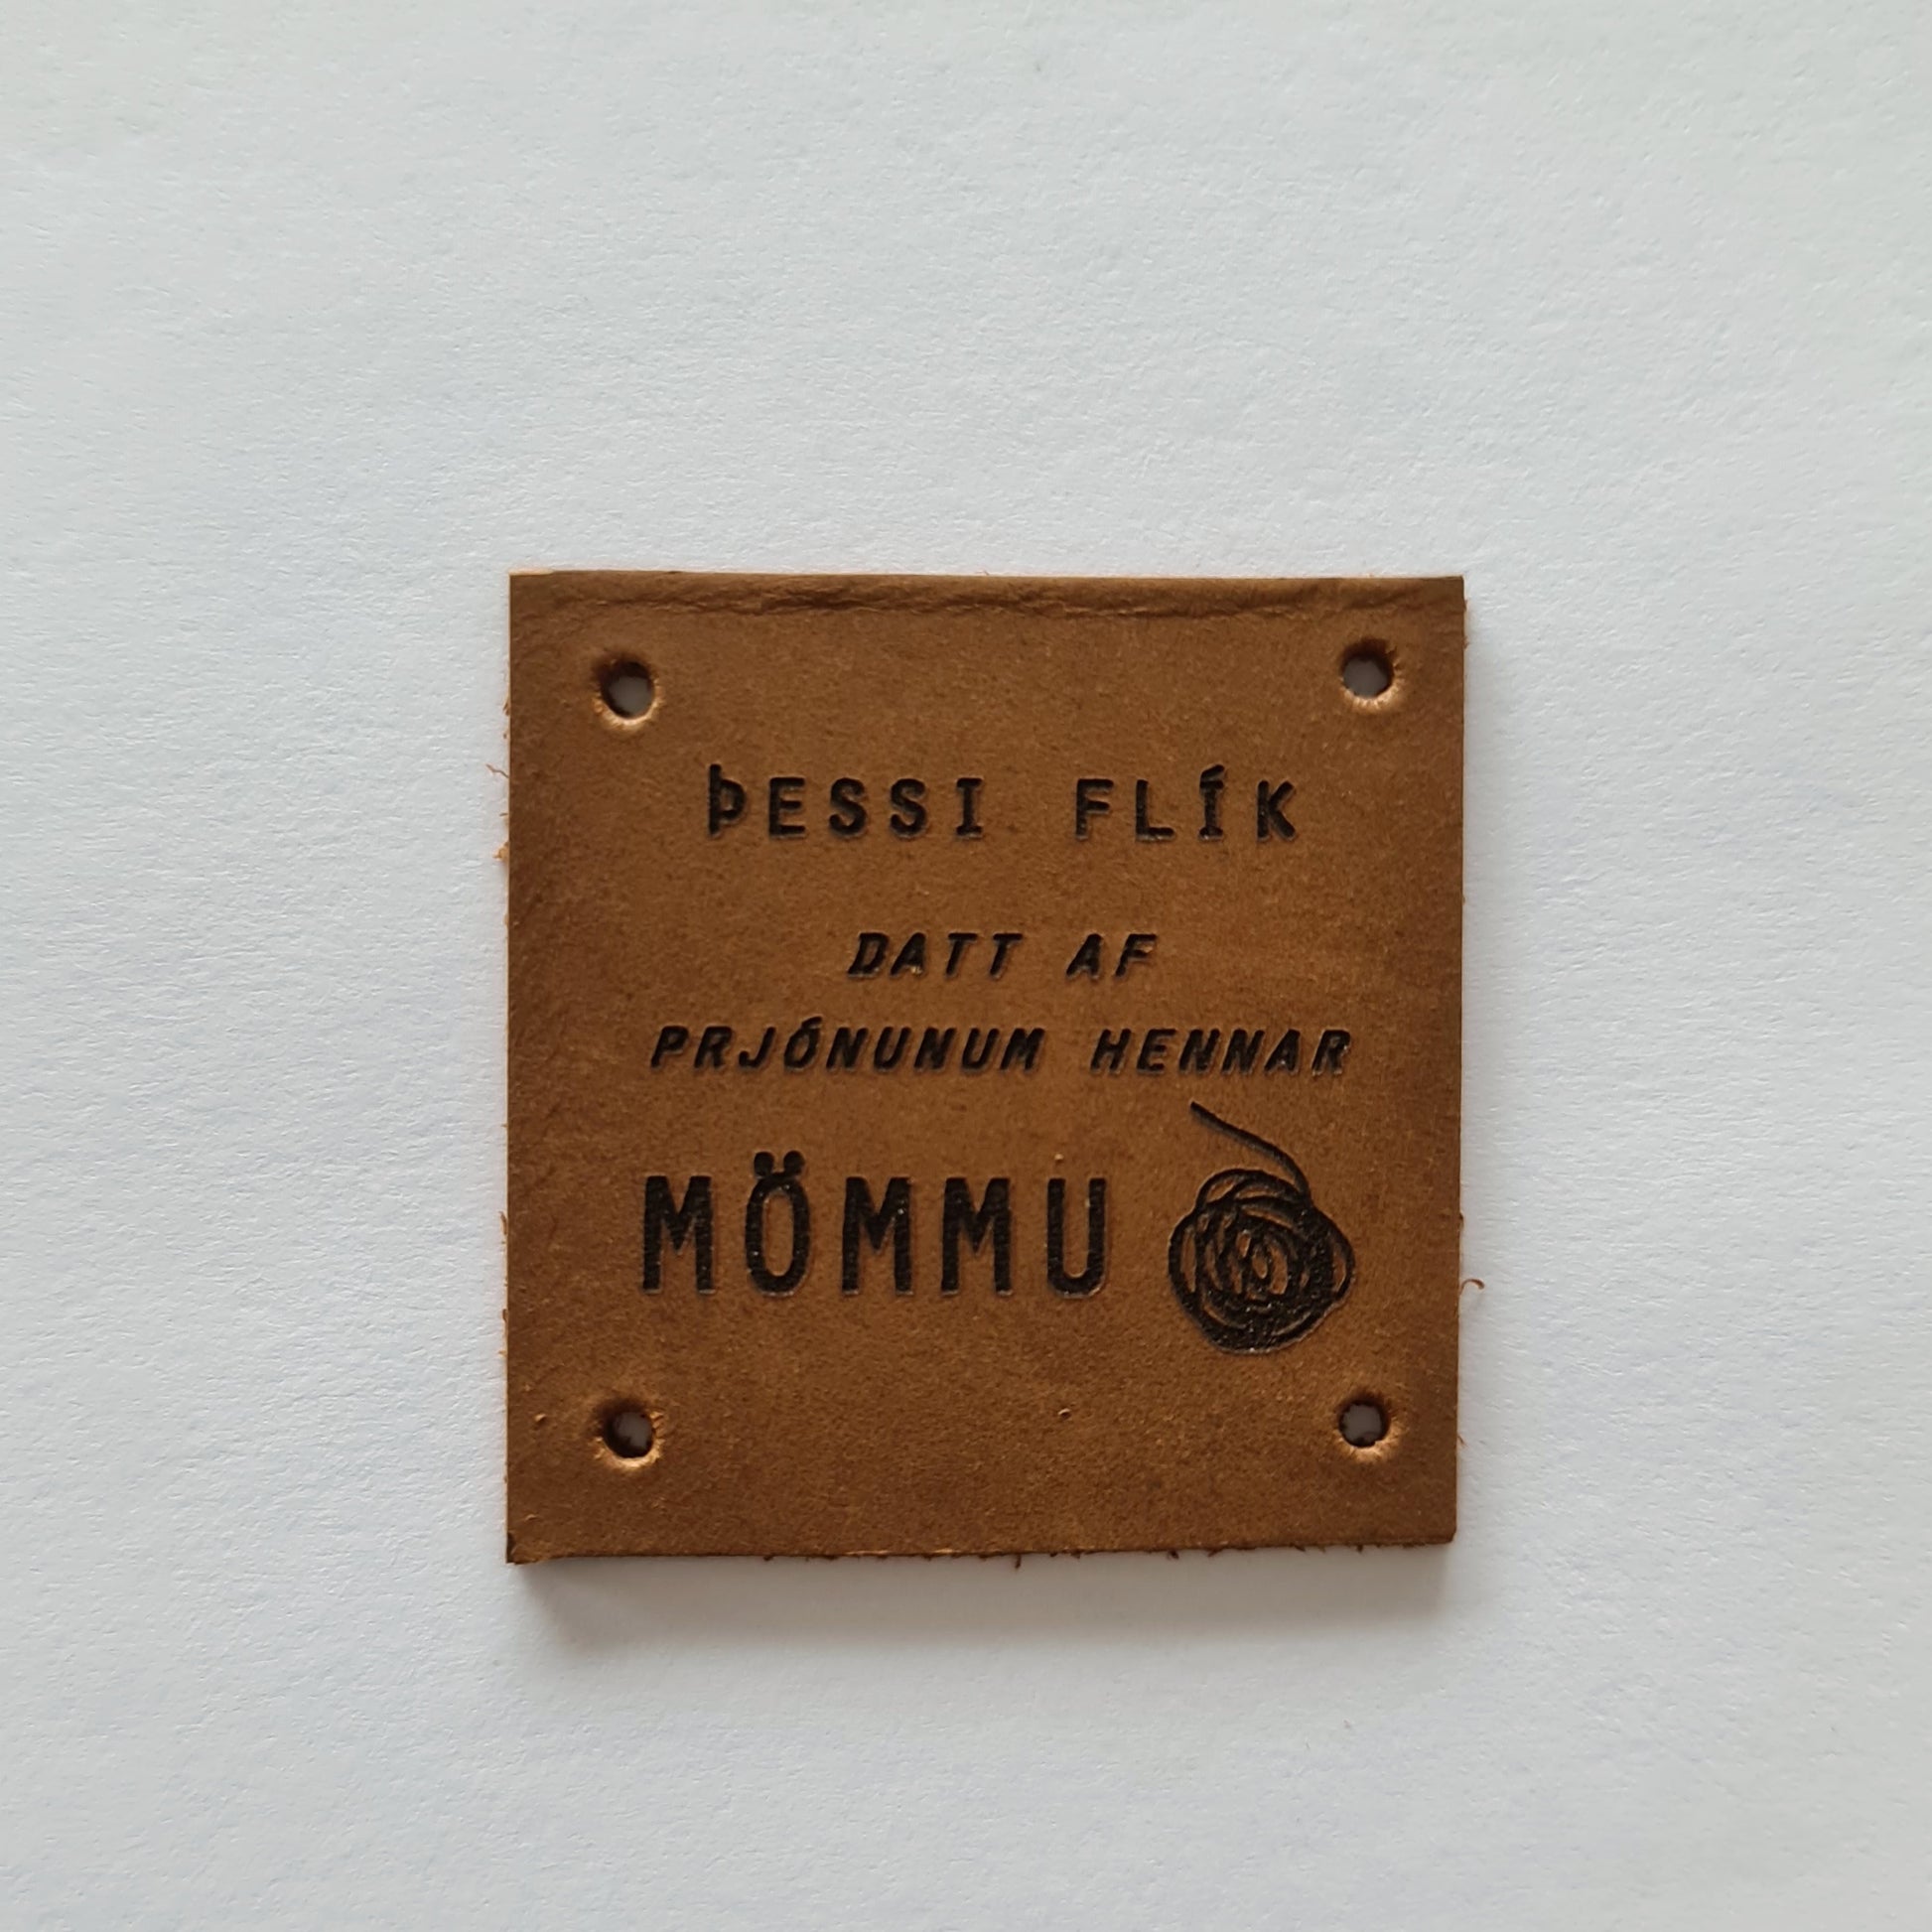 ÞESSI FLÍK
DATT AF
PRJÓNUNUM HENNAR
MÖMMU